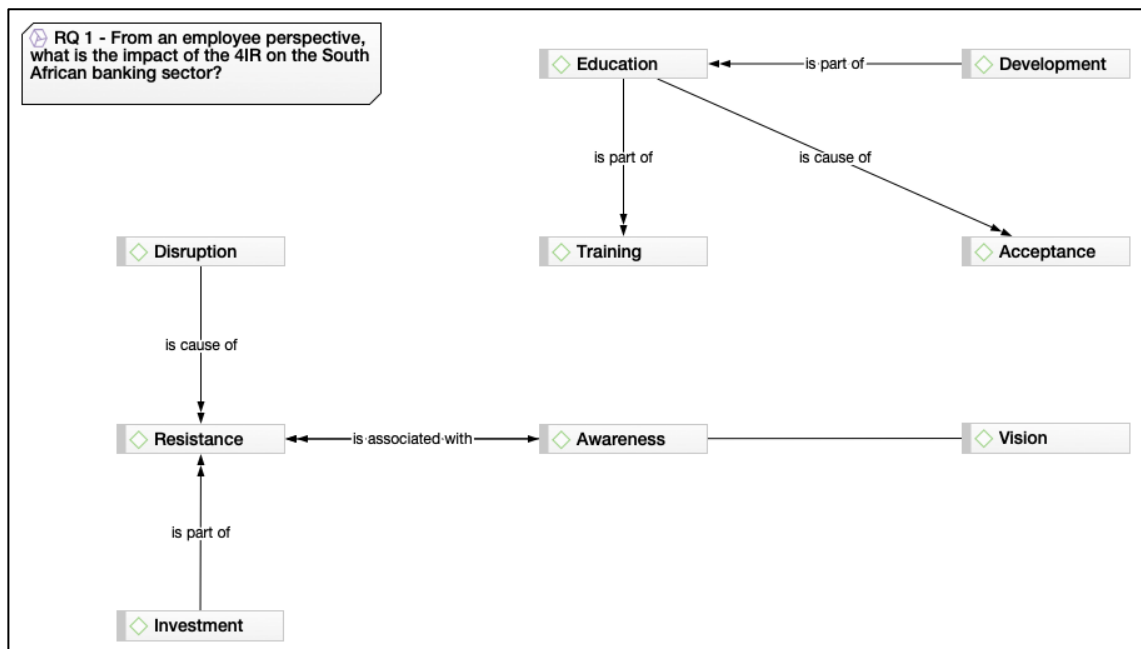 RQ 1 - From an employee perspective,
what is the impact of the 4IR on the South
African banking sector?
Education
is part of
Development
is part of
is cause of
Disruption
Training
Acceptance
is cause of
Resistance
is associated with
Awareness
Vision
is part of
Investment